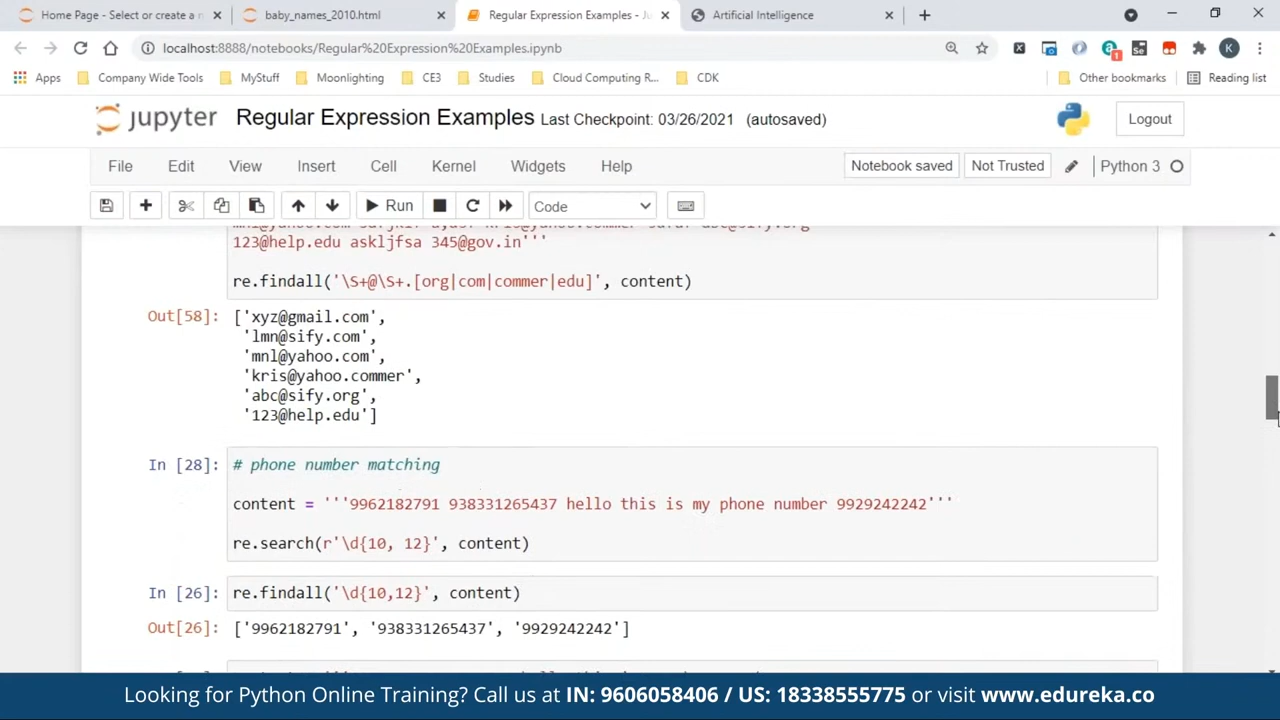 Home Page - Select or create a n
baby_names_2010.html
Regular Expression Examples - Ju
Artificial Intelligence
localhost:8888/notebooks/Regular%20Expression%20Examples.ipynb
Apps
Company Wide Tools
MyStuff
Moonlighting
CE3
Studies
Cloud Computing R...
CDK
Other bookmarks
Reading list
jupyter
Regular Expression Examples Last Checkpoint: 03/26/2021 (autosaved)
Logout
File Edit View Insert Cell Kernel Widgets Help
Notebook saved
Not Trusted
Python 3
Run
Code
123@help.edu askljfsa 345@gov.in'''
re.findall('\S+@\S+.[org|com|commer|edu]', content)
Out[58]: ['xyz@gmail.com',
'lmn@sify.com',
'mnl@yahoo.com',
'kris@yahoo.commer',
'abc@sify.org',
'123@help.edu']
In [28]: # phone number matching
content = '''9962182791 938331265437 hello this is my phone number 9929242242'''
re.search(r'\d{10, 12}', content)
In [26]: re.findall('\d{10,12}', content)
Out[26]: ['9962182791', '938331265437', '9929242242']
Looking for Python Online Training? Call us at IN: 9606058406 / US: 18338555775 or visit www.edureka.co